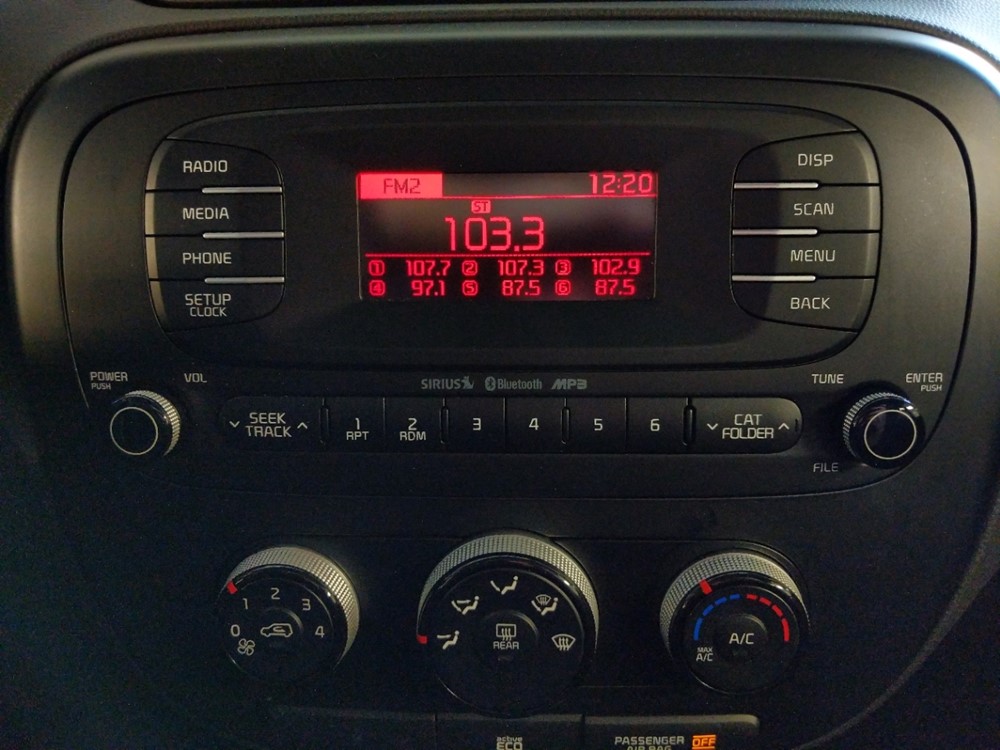 RADIO
MEDIA
PHONE
SETUP
CLOCK
FM2 12:20
ST
103.3
1 107.7 2 107.3 3 102.9
4 97.1 5 87.5 6 87.5
DISP
SCAN
MENU
BACK
POWER
PUSH
VOL
SIRIUS Bluetooth MP3
TUNE
ENTER
PUSH
SEEK
TRACK
1
RPT
2
RDM
3
4
5
6
CAT
FOLDER
FILE
0 1 2 3 4
REAR
A/C
MAX
A/C
active
ECO
PASSENGER
AIR BAG
OFF